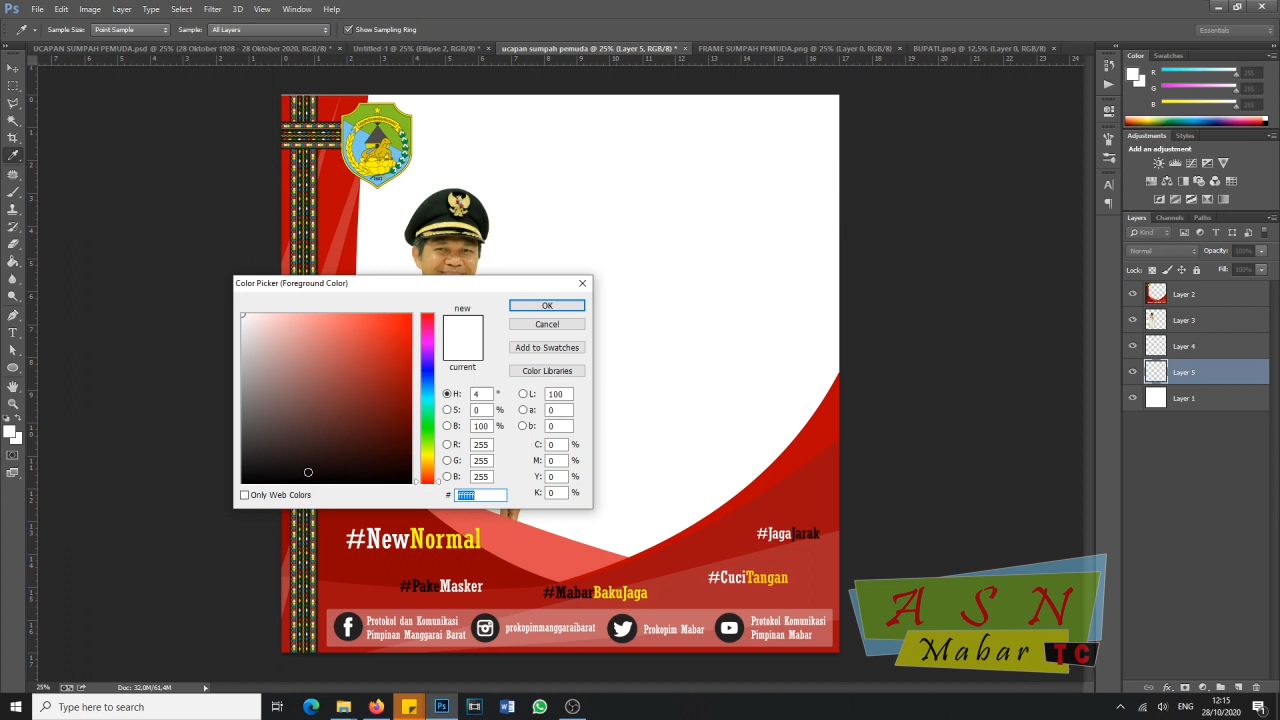 Ps File Edit Image Layer Type Select Filter 3D View Window Help
Sample Size: Point Sample Sample: All Layers Show Sampling Ring Essentials
UCAPAN SUMPAH PEMUDA.psd @ 25% (28 Oktober 1928 - 28 Oktober 2020, RGB/8) * × Untitled-1 @ 25% (Ellipse 2, RGB/8) * × ucapan sumpah pemuda @ 25% (Layer 5, RGB/8) * × FRAME SUMPAH PEMUDA.png @ 25% (Layer 0, RGB/8) × BUPATI.png @ 12,5% (Layer 0, RGB/8) ×
Color Swatches
R
G
B
Adjustments Styles
Add an adjustment
Layers Channels Paths
Kind
Normal Opacity: 100%
Lock: Fill: 100%
Layer 2
Layer 3
Layer 4
Layer 5
Layer 1
Color Picker (Foreground Color)
new
current
OK
Cancel
Add to Swatches
Color Libraries
H: 4 ° L: 100
S: 0 % a: 0
B: 100 % b: 0
R: 255 C: 0 %
G: 255 M: 0 %
B: 255 Y: 0 %
K: 0 %
Only Web Colors # ffffff
#NewNormal
#JagaJarak
#PakeMasker
#CuciTangan
#MabarBakuJaga
Protokol dan Komunikasi
Pimpinan Manggarai Barat
prokopimmanggaraibarat
Prokopim Mabar
Protokol Komunikasi
Pimpinan Mabar
A S N
Mabar TC
25% Doc: 32,0M/61,4M
Type here to search
ENG
12:15
28/10/2020